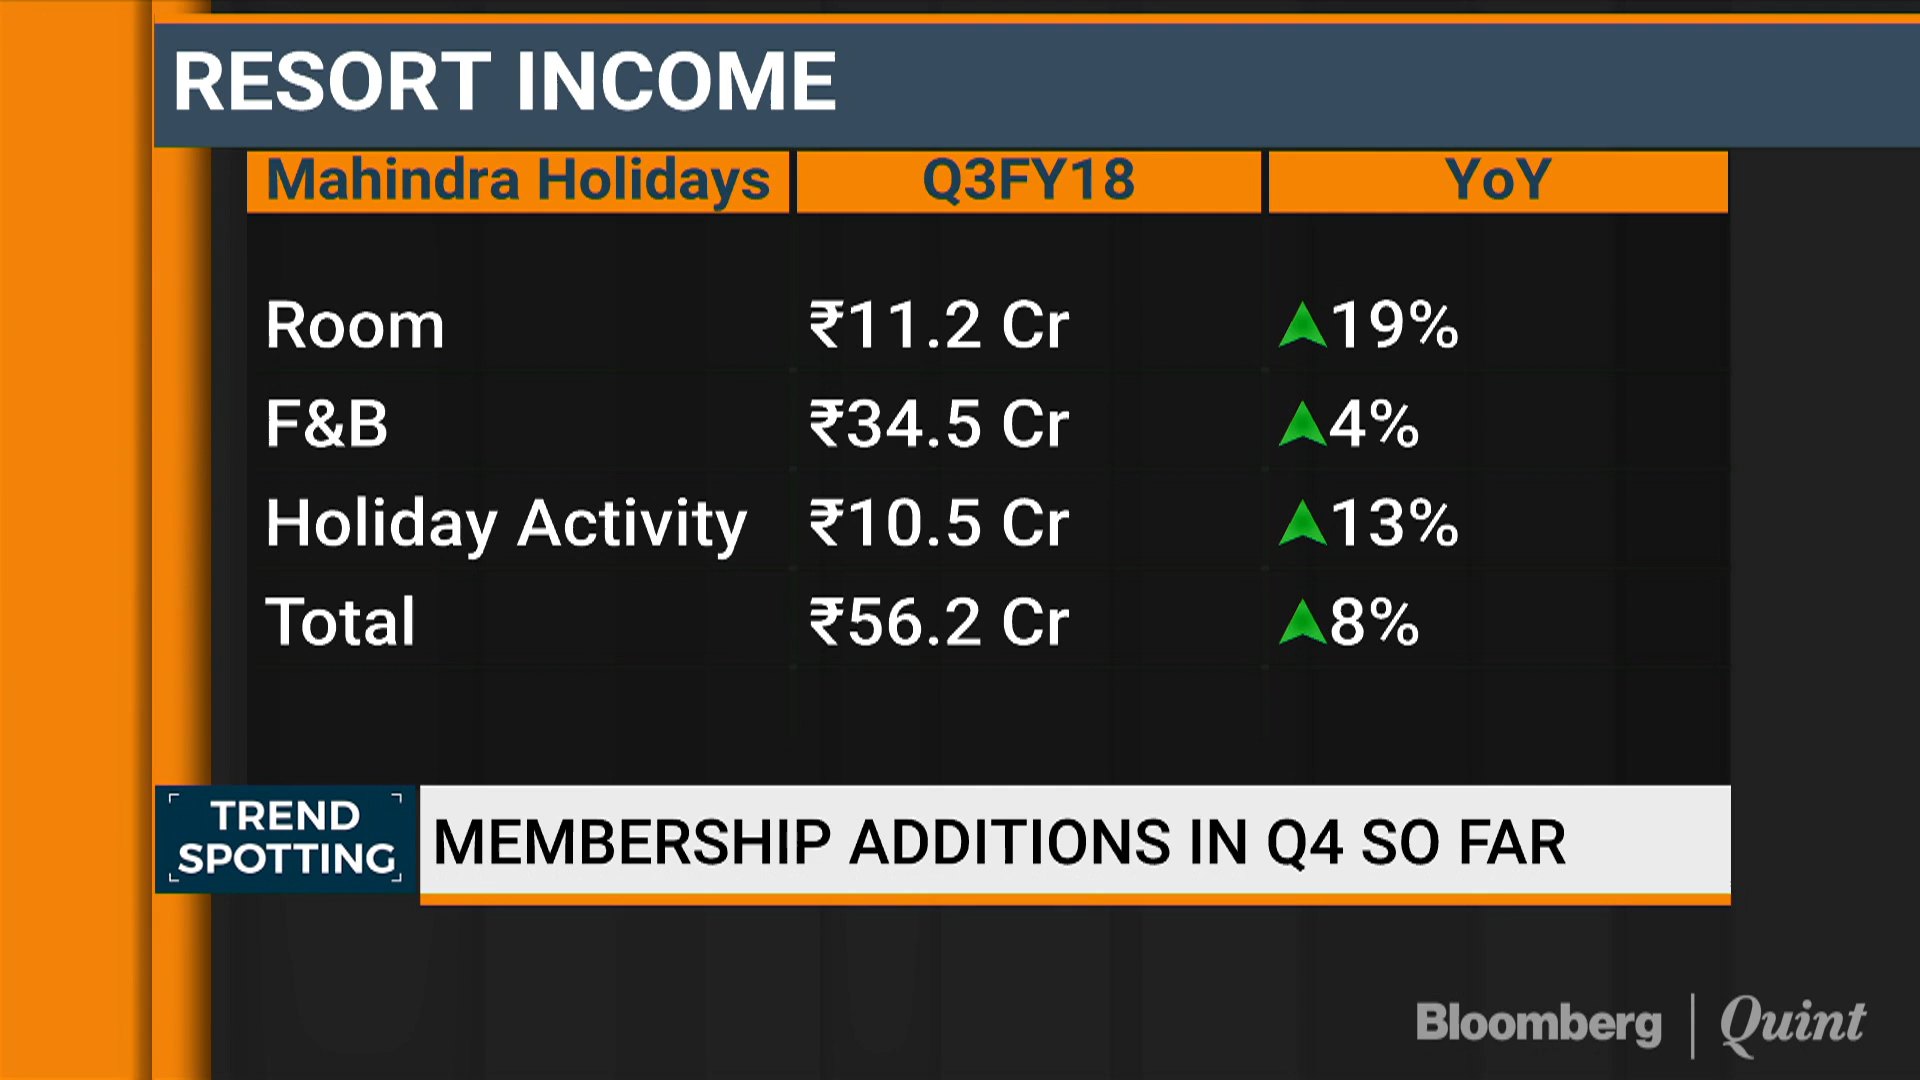 RESORT INCOME
Mahindra Holidays Q3FY18 YoY
Room ₹11.2 Cr 19%
F&B ₹34.5 Cr 4%
Holiday Activity ₹10.5 Cr 13%
Total ₹56.2 Cr 8%
TREND
SPOTTING
MEMBERSHIP ADDITIONS IN Q4 SO FAR
Bloomberg | Quint